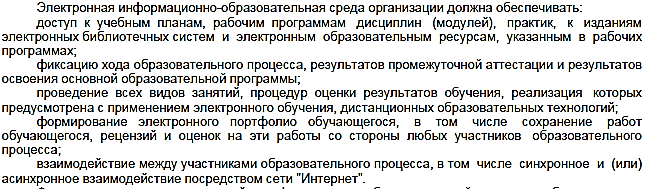 Электронная информационно-образовательная среда организации должна обеспечивать:
доступ к учебным планам, рабочим программам дисциплин (модулей), практик, к изданиям
электронных библиотечных систем и электронным образовательным ресурсам, указанным в рабочих
программах;
фиксацию хода образовательного процесса, результатов промежуточной аттестации и результатов
освоения основной образовательной программы;
проведение всех видов занятий, процедур оценки результатов обучения, реализация которых
предусмотрена с применением электронного обучения, дистанционных образовательных технологий;
формирование электронного портфолио обучающегося, в том числе сохранение работ
обучающегося, рецензий и оценок на эти работы со стороны любых участников образовательного
процесса;
взаимодействие между участниками образовательного процесса, в том числе синхронное и (или)
асинхронное взаимодействие посредством сети "Интернет".